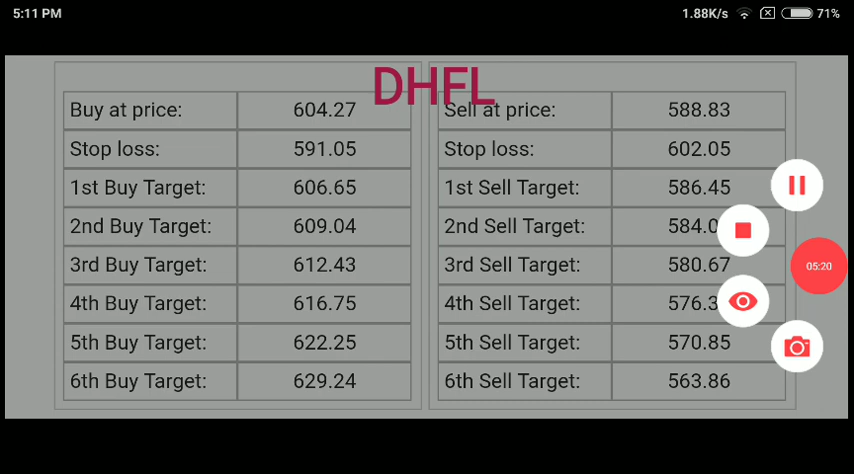 5:11 PM 1.88K/s 71%
DHFL
Buy at price: 604.27
Stop loss: 591.05
1st Buy Target: 606.65
2nd Buy Target: 609.04
3rd Buy Target: 612.43
4th Buy Target: 616.75
5th Buy Target: 622.25
6th Buy Target: 629.24
Sell at price: 588.83
Stop loss: 602.05
1st Sell Target: 586.45
2nd Sell Target:
3rd Sell Target: 580.67
4th Sell Target:
5th Sell Target: 570.85
6th Sell Target: 563.86
05:20